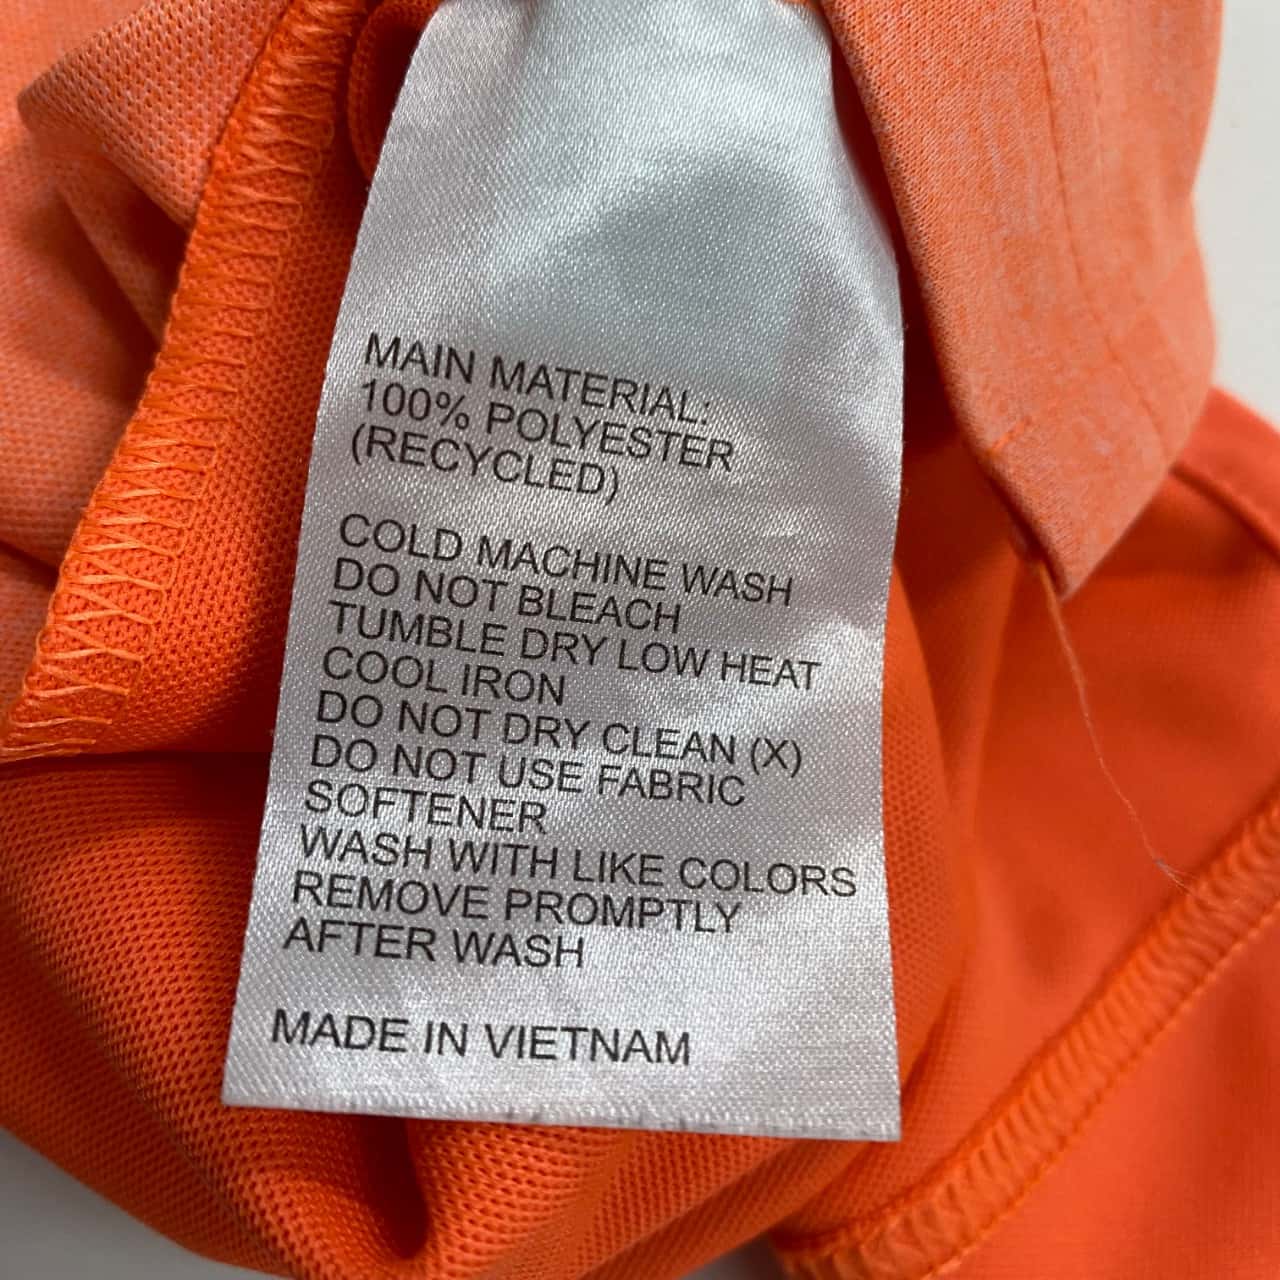 MAIN MATERIAL:
100% POLYESTER
(RECYCLED)
COLD MACHINE WASH
DO NOT BLEACH
TUMBLE DRY LOW HEAT
COOL IRON
DO NOT DRY CLEAN (X)
DO NOT USE FABRIC
SOFTENER
WASH WITH LIKE COLORS
REMOVE PROMPTLY
AFTER WASH
MADE IN VIETNAM